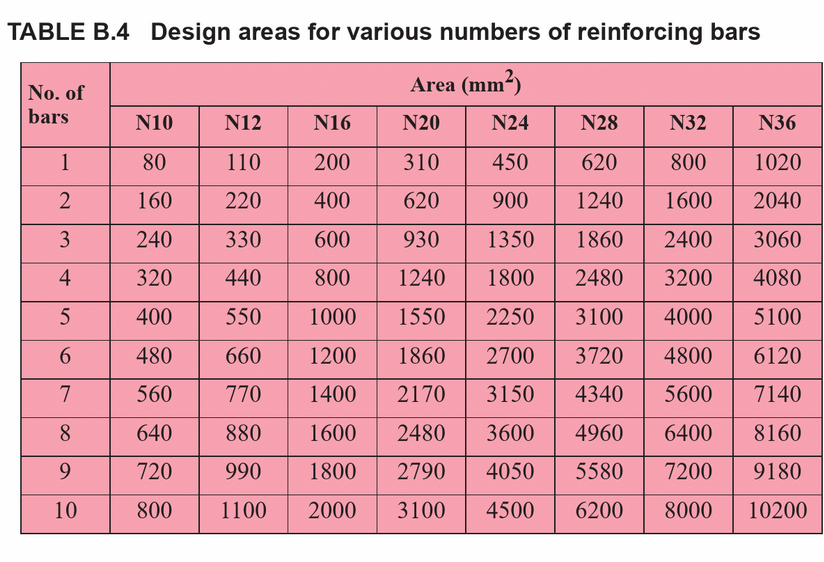 TABLE B.4 Design areas for various numbers of reinforcing bars
No. of bars Area (mm²)
N10 N12 N16 N20 N24 N28 N32 N36
1 80 110 200 310 450 620 800 1020
2 160 220 400 620 900 1240 1600 2040
3 240 330 600 930 1350 1860 2400 3060
4 320 440 800 1240 1800 2480 3200 4080
5 400 550 1000 1550 2250 3100 4000 5100
6 480 660 1200 1860 2700 3720 4800 6120
7 560 770 1400 2170 3150 4340 5600 7140
8 640 880 1600 2480 3600 4960 6400 8160
9 720 990 1800 2790 4050 5580 7200 9180
10 800 1100 2000 3100 4500 6200 8000 10200